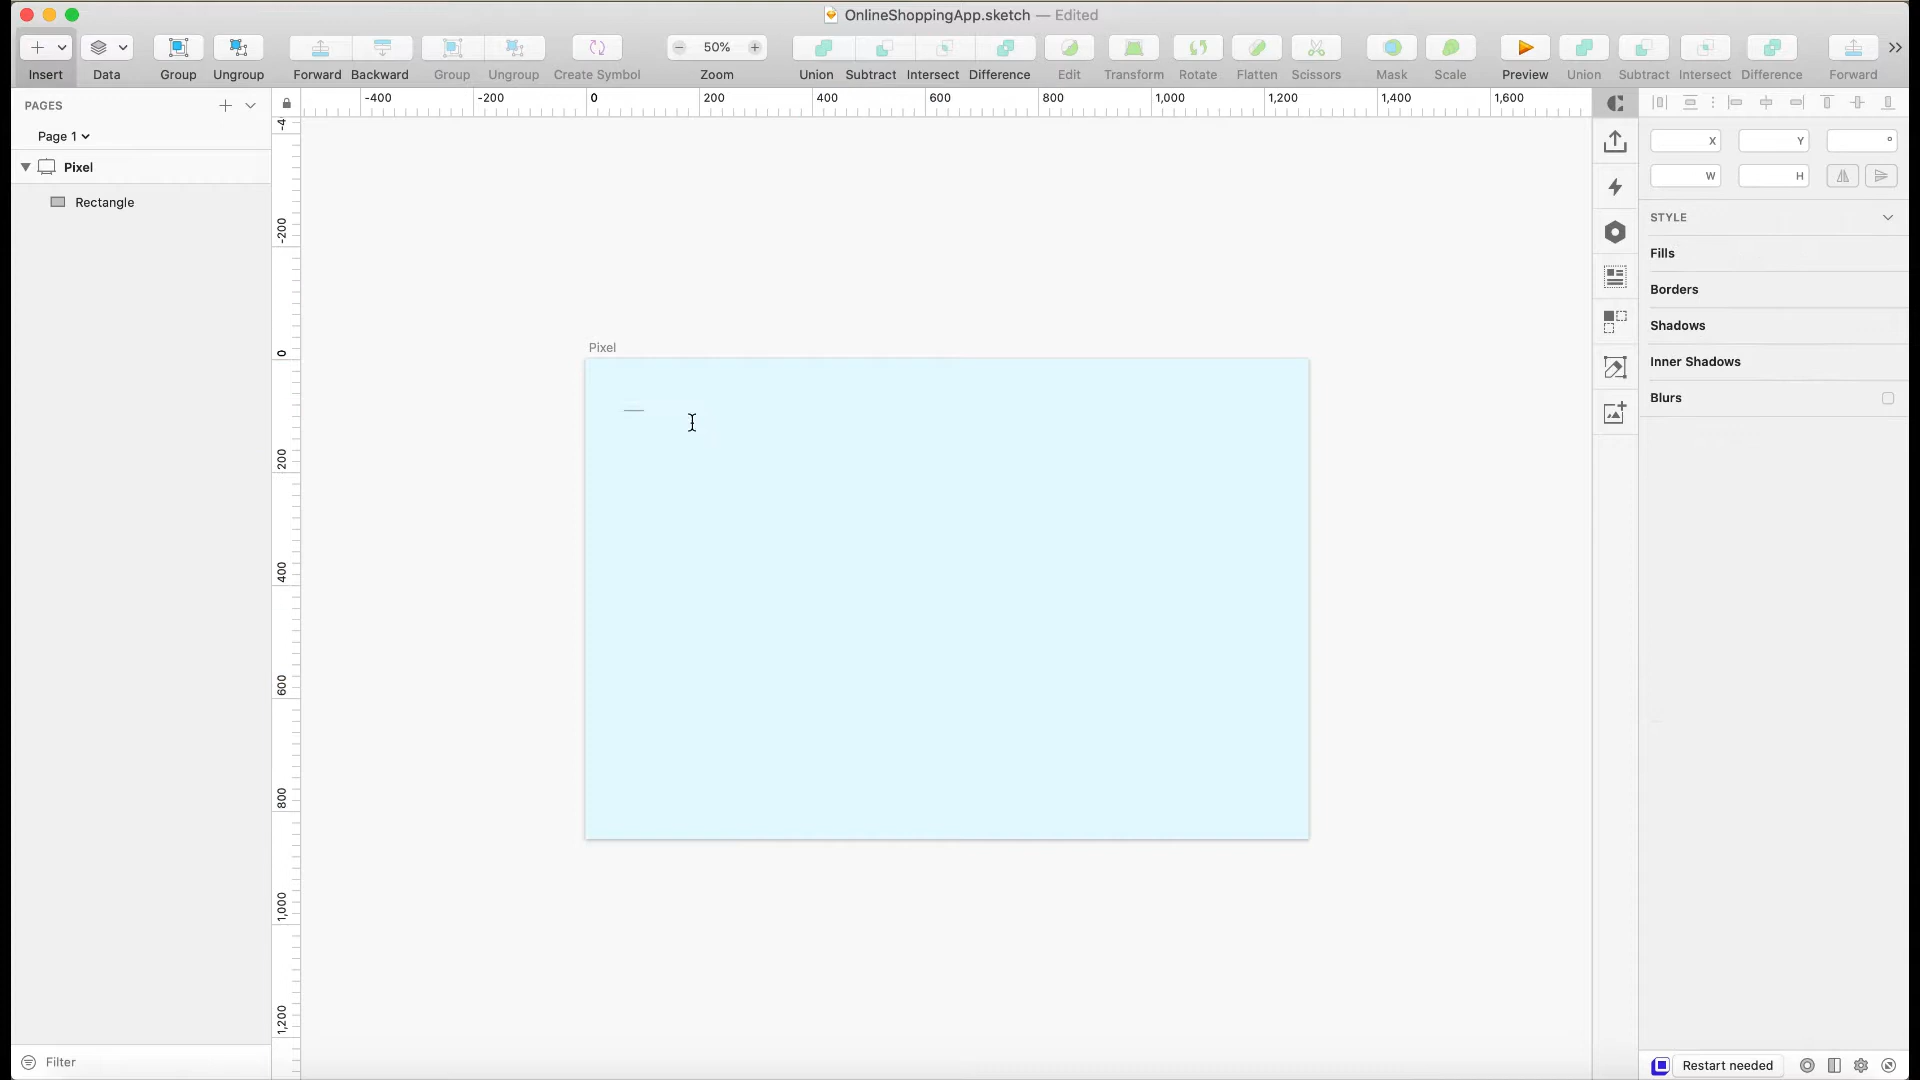 OnlineShoppingApp.sketch — Edited
50%
Insert Data Group Ungroup Forward Backward Group Ungroup Create Symbol Zoom Union Subtract Intersect Difference Edit Transform Rotate Flatten Scissors Mask Scale Preview Union Subtract Intersect Difference Forward
PAGES
Page 1
Pixel
Rectangle
Filter
-400 -200 0 200 400 600 800 1,000 1,200 1,400 1,600
-4
-200
0
200
400
600
800
1,000
1,200
Pixel
X Y °
W H
STYLE
Fills
Borders
Shadows
Inner Shadows
Blurs
Restart needed